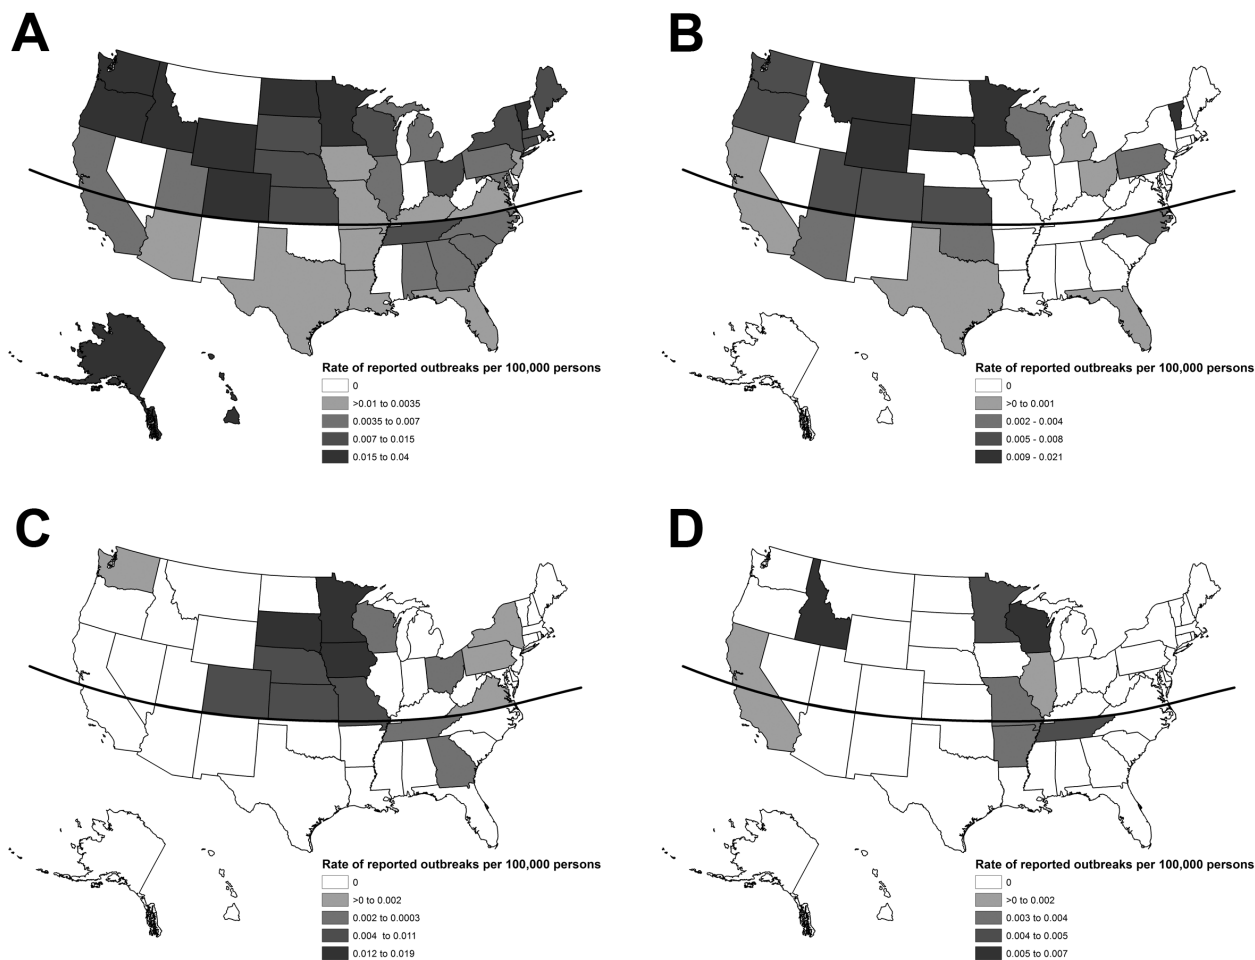 A
B
Rate of reported outbreaks per 100,000 persons
0
>0.01 to 0.0035
0.0035 to 0.007
0.007 to 0.015
0.015 to 0.04
Rate of reported outbreaks per 100,000 persons
0
>0 to 0.001
0.002 - 0.004
0.005 - 0.008
0.009 - 0.021
C
D
Rate of reported outbreaks per 100,000 persons
0
>0 to 0.002
0.002 to 0.0003
0.004 to 0.011
0.012 to 0.019
Rate of reported outbreaks per 100,000 persons
0
>0 to 0.002
0.003 to 0.004
0.004 to 0.005
0.005 to 0.007